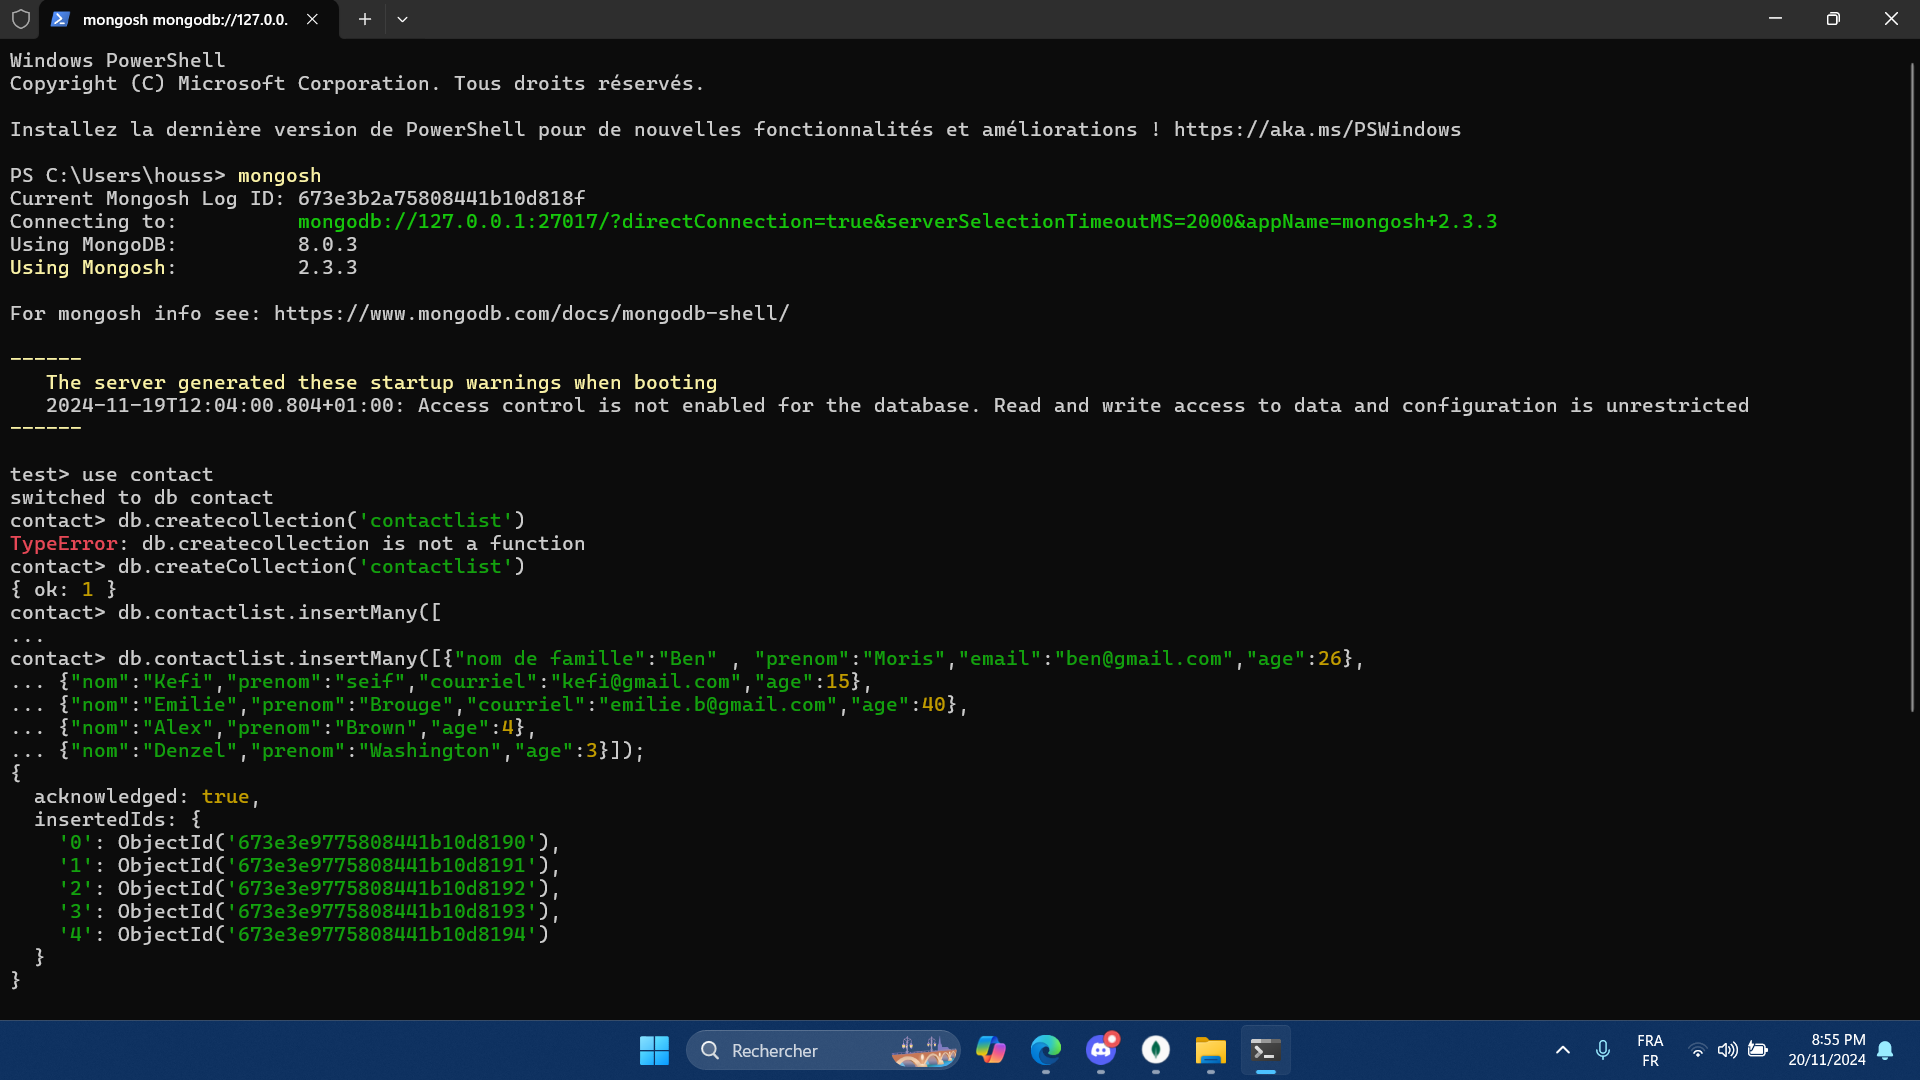 mongosh mongodb://127.0.0.
Windows PowerShell
Copyright (C) Microsoft Corporation. Tous droits réservés.
Installez la dernière version de PowerShell pour de nouvelles fonctionnalités et améliorations ! https://aka.ms/PSWindows
PS C:\Users\houss> mongosh
Current Mongosh Log ID: 673e3b2a75808441b10d818f
Connecting to:          mongodb://127.0.0.1:27017/?directConnection=true&serverSelectionTimeoutMS=2000&appName=mongosh+2.3.3
Using MongoDB:          8.0.3
Using Mongosh:          2.3.3
For mongosh info see: https://www.mongodb.com/docs/mongodb-shell/
------
   The server generated these startup warnings when booting
   2024-11-19T12:04:00.804+01:00: Access control is not enabled for the database. Read and write access to data and configuration is unrestricted
------
test> use contact
switched to db contact
contact> db.createcollection('contactlist')
TypeError: db.createcollection is not a function
contact> db.createCollection('contactlist')
{ ok: 1 }
contact> db.contactlist.insertMany([
...
contact> db.contactlist.insertMany([{"nom de famille":"Ben" , "prenom":"Moris","email":"ben@gmail.com","age":26},
... {"nom":"Kefi","prenom":"seif","courriel":"kefi@gmail.com","age":15},
... {"nom":"Emilie","prenom":"Brouge","courriel":"emilie.b@gmail.com","age":40},
... {"nom":"Alex","prenom":"Brown","age":4},
... {"nom":"Denzel","prenom":"Washington","age":3}]);
{
  acknowledged: true,
  insertedIds: {
    '0': ObjectId('673e3e9775808441b10d8190'),
    '1': ObjectId('673e3e9775808441b10d8191'),
    '2': ObjectId('673e3e9775808441b10d8192'),
    '3': ObjectId('673e3e9775808441b10d8193'),
    '4': ObjectId('673e3e9775808441b10d8194')
  }
}
Rechercher
FRA
FR
8:55 PM
20/11/2024